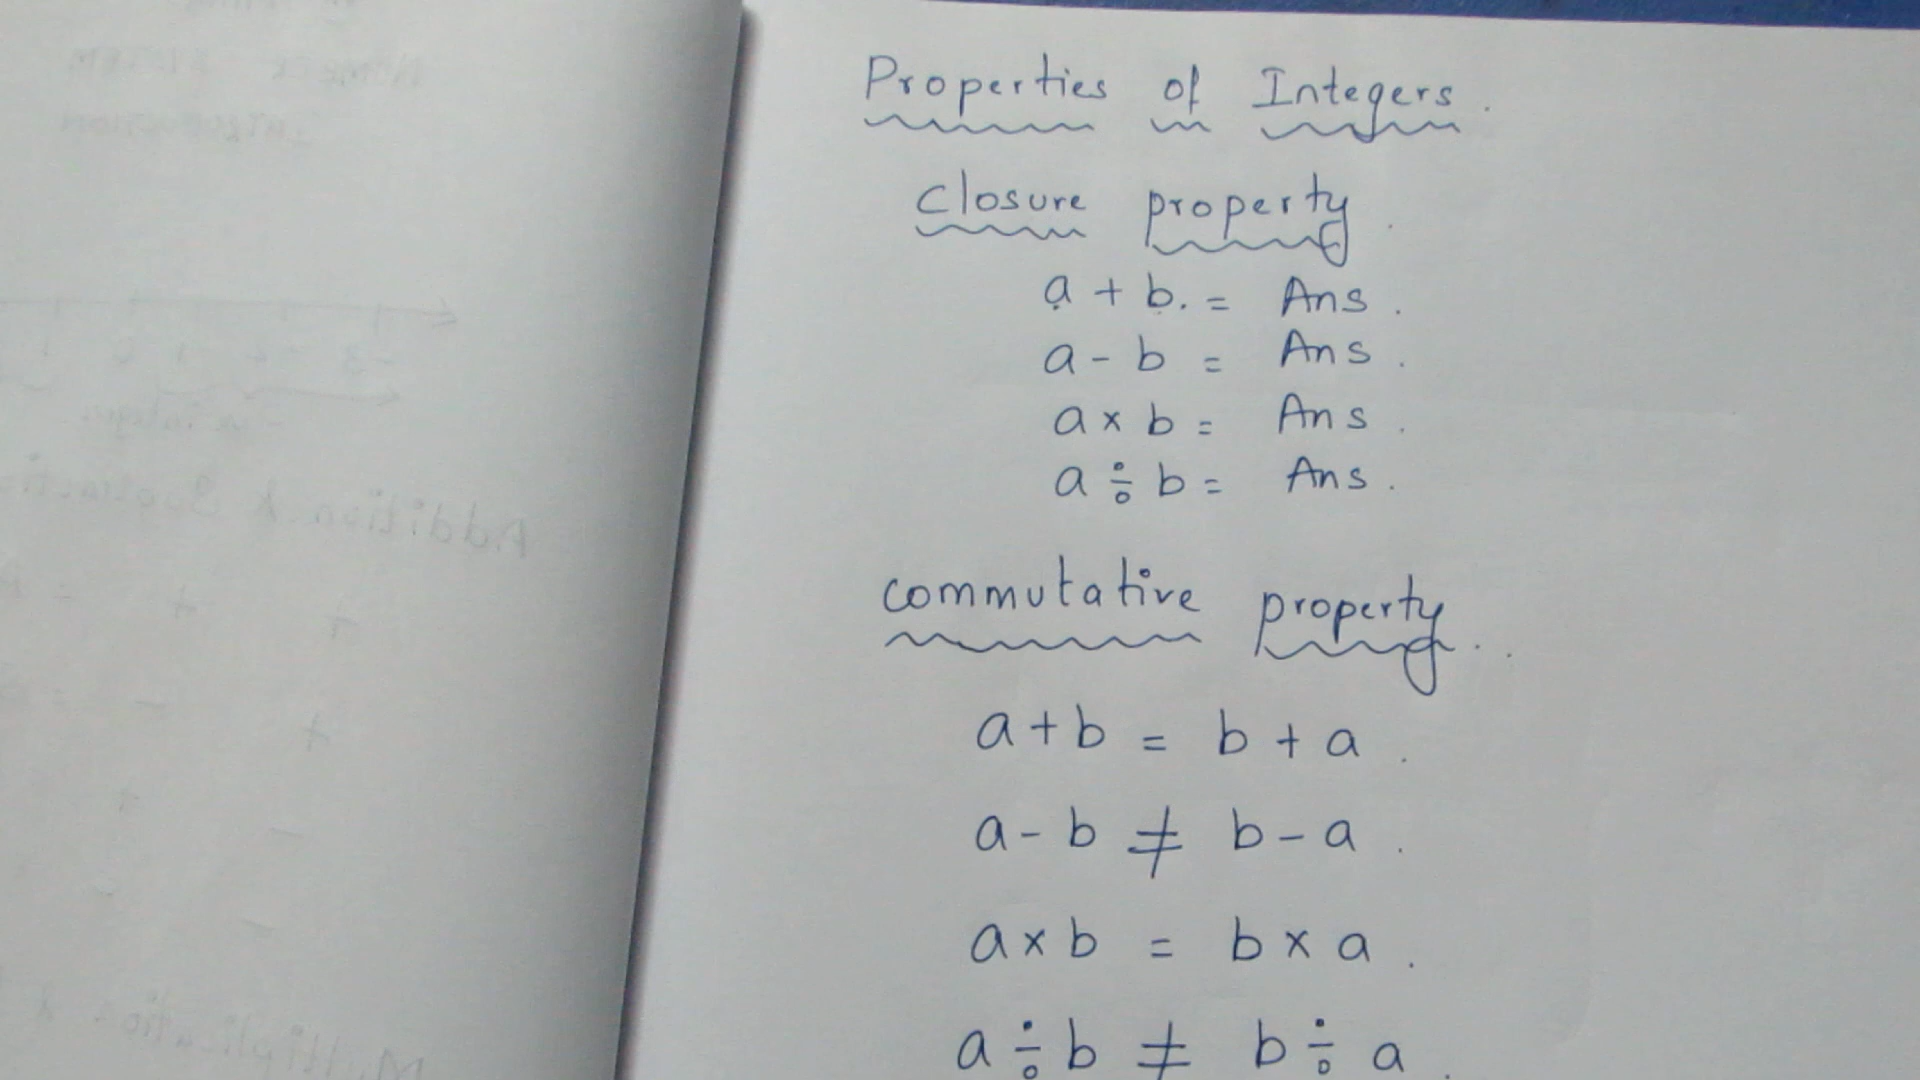 Properties of Integers.
closure property.
a + b. = Ans.
a - b = Ans.
a × b = Ans.
a ÷ b = Ans.
commutative property..
a + b = b + a.
a - b ≠ b - a.
a × b = b × a.
a ÷ b ≠ b ÷ a.